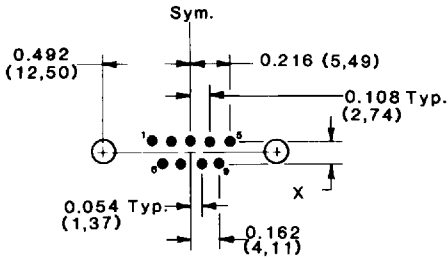 Sym.
0.492
(12,50)
0.216 (5,49)
0.108 Typ.
(2,74)
1
5
6
9
X
0.054 Typ.
(1,37)
0.162
(4,11)